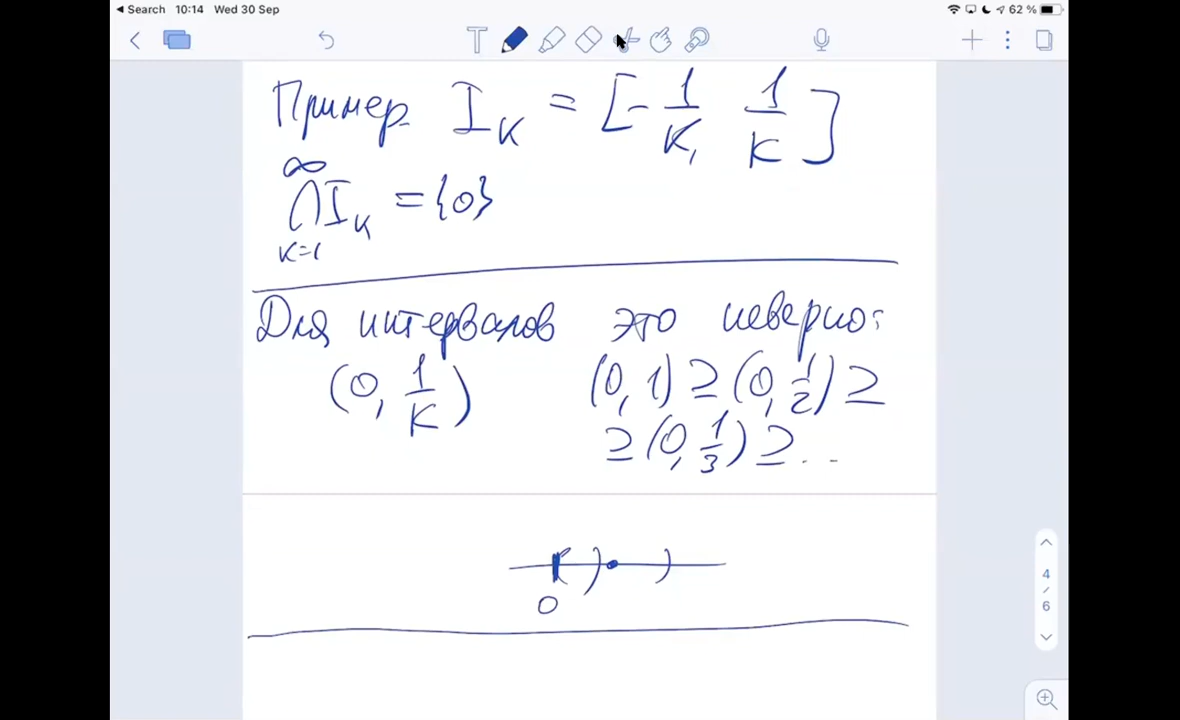 Search 10:14 Wed 30 Sep 62 %
T
Пример. I_K = [-1/K, 1/K]
∞
∩ I_K = {0}
K=1
Для интервалов это неверно:
(0, 1/K) (0, 1) ⊇ (0, 1/2) ⊇
⊇ (0, 1/3) ⊇ ...
( ) )
0
4
/
6